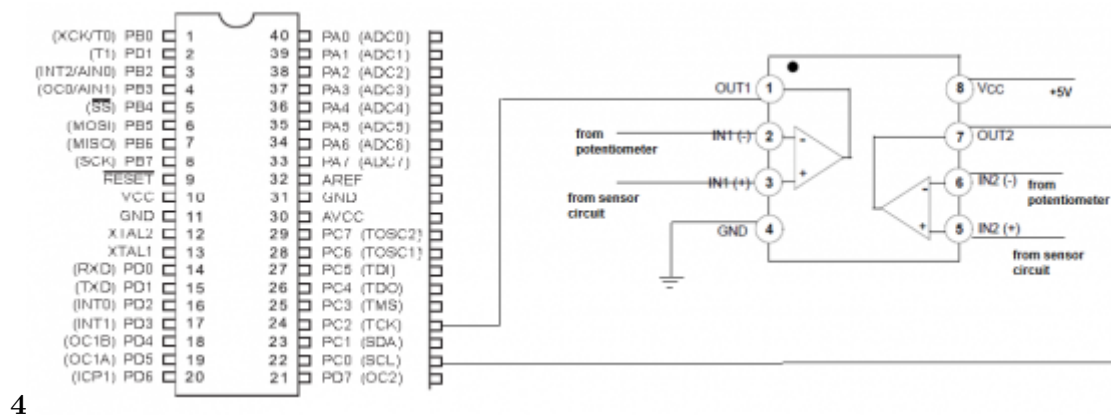 (XCK/T0) PB0 1 40 PA0 (ADC0)
(T1) PD1 2 39 PA1 (ADC1)
(INT2/AIN0) PB2 3 38 PA2 (ADC2)
(OC0/AIN1) PB3 4 37 PA3 (ADC3)
(SS) PB4 5 36 PA4 (ADC4)
(MOSI) PB5 6 35 PA5 (ADC5)
(MISO) PB6 7 34 PA6 (ADC6)
(SCK) PB7 8 33 PA7 (ADC7)
RESET 9 32 AREF
VCC 10 31 GND
GND 11 30 AVCC
XTAL2 12 29 PC7 (TOSC2)
XTAL1 13 28 PC6 (TOSC1)
(RXD) PD0 14 27 PC5 (TDI)
(TXD) PD1 15 26 PC4 (TDO)
(INT0) PD2 16 25 PC3 (TMS)
(INT1) PD3 17 24 PC2 (TCK)
(OC1B) PD4 18 23 PC1 (SDA)
(OC1A) PD5 19 22 PC0 (SCL)
(ICP1) PD6 20 21 PD7 (OC2)
OUT1 1
from
potentiometer
IN1 (-) 2
-
from sensor
circuit
IN1 (+) 3
+
GND 4
8 VCC
+5V
7 OUT2
-
6 IN2 (-)
from
potentiometer
+
5 IN2 (+)
from sensor
circuit
4